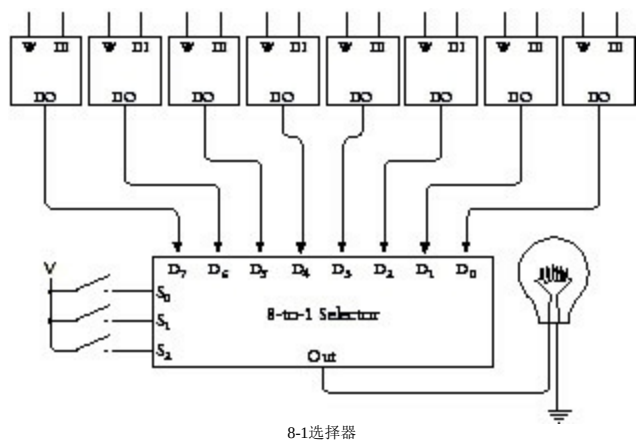 W DI W DI W DI W DI W DI W DI W DI W DI
DO DO DO DO DO DO DO DO
V
D7 D6 D5 D4 D3 D2 D1 D0
S0
8-to-1 Selector
S1
S2
Out
8-1选择器